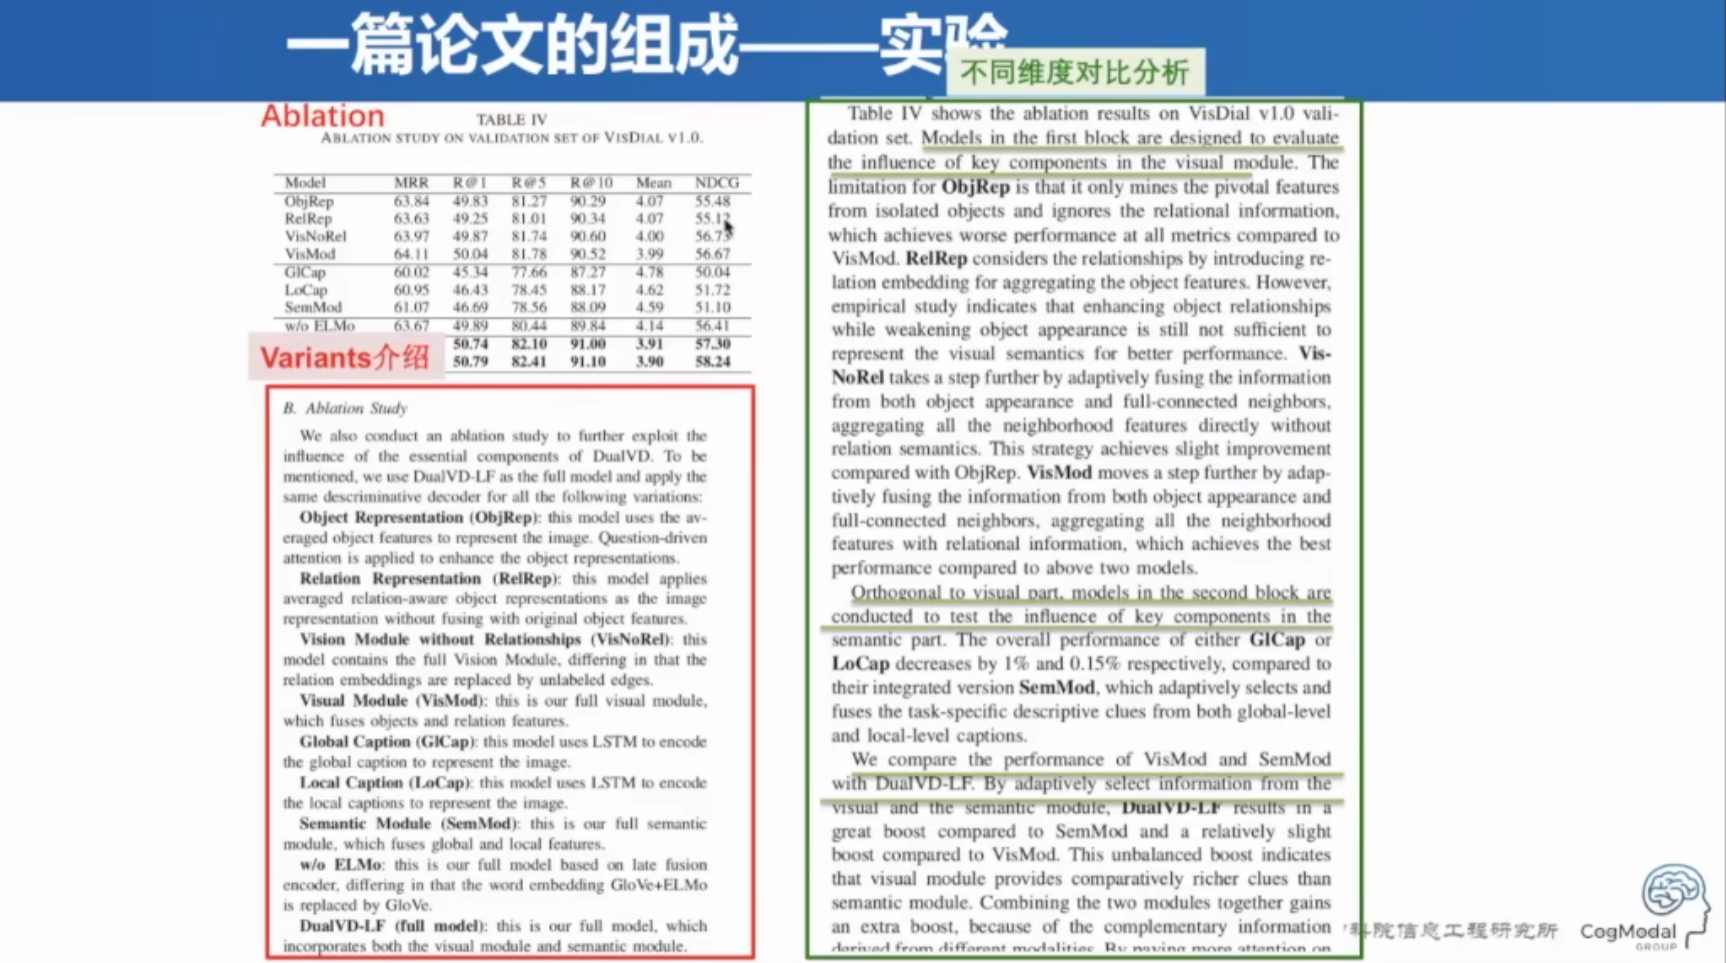 一篇论文的组成——实验
不同维度对比分析
Ablation
TABLE IV
ABLATION STUDY ON VALIDATION SET OF VISDIAL V1.0.
Model MRR R@1 R@5 R@10 Mean NDCG
ObjRep 63.84 49.83 81.27 90.29 4.07 55.48
RelRep 63.63 49.25 81.01 90.34 4.07 55.12
VisNoRel 63.97 49.87 81.74 90.60 4.00 56.73
VisMod 64.11 50.04 81.78 90.52 3.99 56.67
GlCap 60.02 45.34 77.66 87.27 4.78 50.04
LoCap 60.95 46.43 78.45 88.17 4.62 51.72
SemMod 61.07 46.69 78.56 88.09 4.59 51.10
w/o ELMo 63.67 49.89 80.44 89.84 4.14 56.41
50.74 82.10 91.00 3.91 57.30
50.79 82.41 91.10 3.90 58.24
Variants介绍
B. Ablation Study
We also conduct an ablation study to further exploit the
influence of the essential components of DualVD. To be
mentioned, we use DualVD-LF as the full model and apply the
same descriminative decoder for all the following variations:
Object Representation (ObjRep): this model uses the av-
eraged object features to represent the image. Question-driven
attention is applied to enhance the object representations.
Relation Representation (RelRep): this model applies
averaged relation-aware object representations as the image
representation without fusing with original object features.
Vision Module without Relationships (VisNoRel): this
model contains the full Vision Module, differing in that the
relation embeddings are replaced by unlabeled edges.
Visual Module (VisMod): this is our full visual module,
which fuses objects and relation features.
Global Caption (GlCap): this model uses LSTM to encode
the global caption to represent the image.
Local Caption (LoCap): this model uses LSTM to encode
the local captions to represent the image.
Semantic Module (SemMod): this is our full semantic
module, which fuses global and local features.
w/o ELMo: this is our full model based on late fusion
encoder, differing in that the word embedding GloVe+ELMo
is replaced by GloVe.
DualVD-LF (full model): this is our full model, which
incorporates both the visual module and semantic module.
Table IV shows the ablation results on VisDial v1.0 vali-
dation set. Models in the first block are designed to evaluate
the influence of key components in the visual module. The
limitation for ObjRep is that it only mines the pivotal features
from isolated objects and ignores the relational information,
which achieves worse performance at all metrics compared to
VisMod. RelRep considers the relationships by introducing re-
lation embedding for aggregating the object features. However,
empirical study indicates that enhancing object relationships
while weakening object appearance is still not sufficient to
represent the visual semantics for better performance. Vis-
NoRel takes a step further by adaptively fusing the information
from both object appearance and full-connected neighbors,
aggregating all the neighborhood features directly without
relation semantics. This strategy achieves slight improvement
compared with ObjRep. VisMod moves a step further by adap-
tively fusing the information from both object appearance and
full-connected neighbors, aggregating all the neighborhood
features with relational information, which achieves the best
performance compared to above two models.
Orthogonal to visual part, models in the second block are
conducted to test the influence of key components in the
semantic part. The overall performance of either GlCap or
LoCap decreases by 1% and 0.15% respectively, compared to
their integrated version SemMod, which adaptively selects and
fuses the task-specific descriptive clues from both global-level
and local-level captions.
We compare the performance of VisMod and SemMod
with DualVD-LF. By adaptively select information from the
visual and the semantic module, DualVD-LF results in a
great boost compared to SemMod and a relatively slight
boost compared to VisMod. This unbalanced boost indicates
that visual module provides comparatively richer clues than
semantic module. Combining the two modules together gains
an extra boost, because of the complementary information
derived from different modalities. By paying more attention on
科院信息工程研究所
CogModal
GROUP